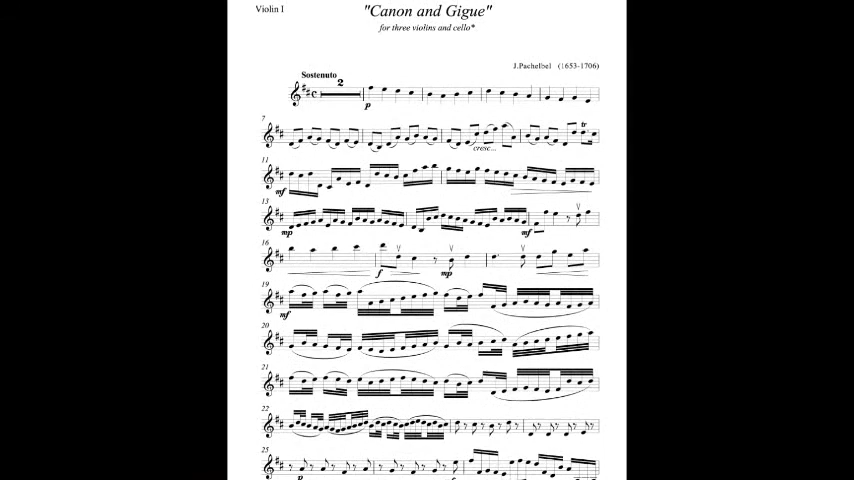 Violin I
"Canon and Gigue"
for three violins and cello*
J.Pachelbel (1653-1706)
Sostenuto
2
p
7
cresc...
tr
11
mf
13
mp
mf
16
f
mp
19
mf
20
21
22
25
p
f